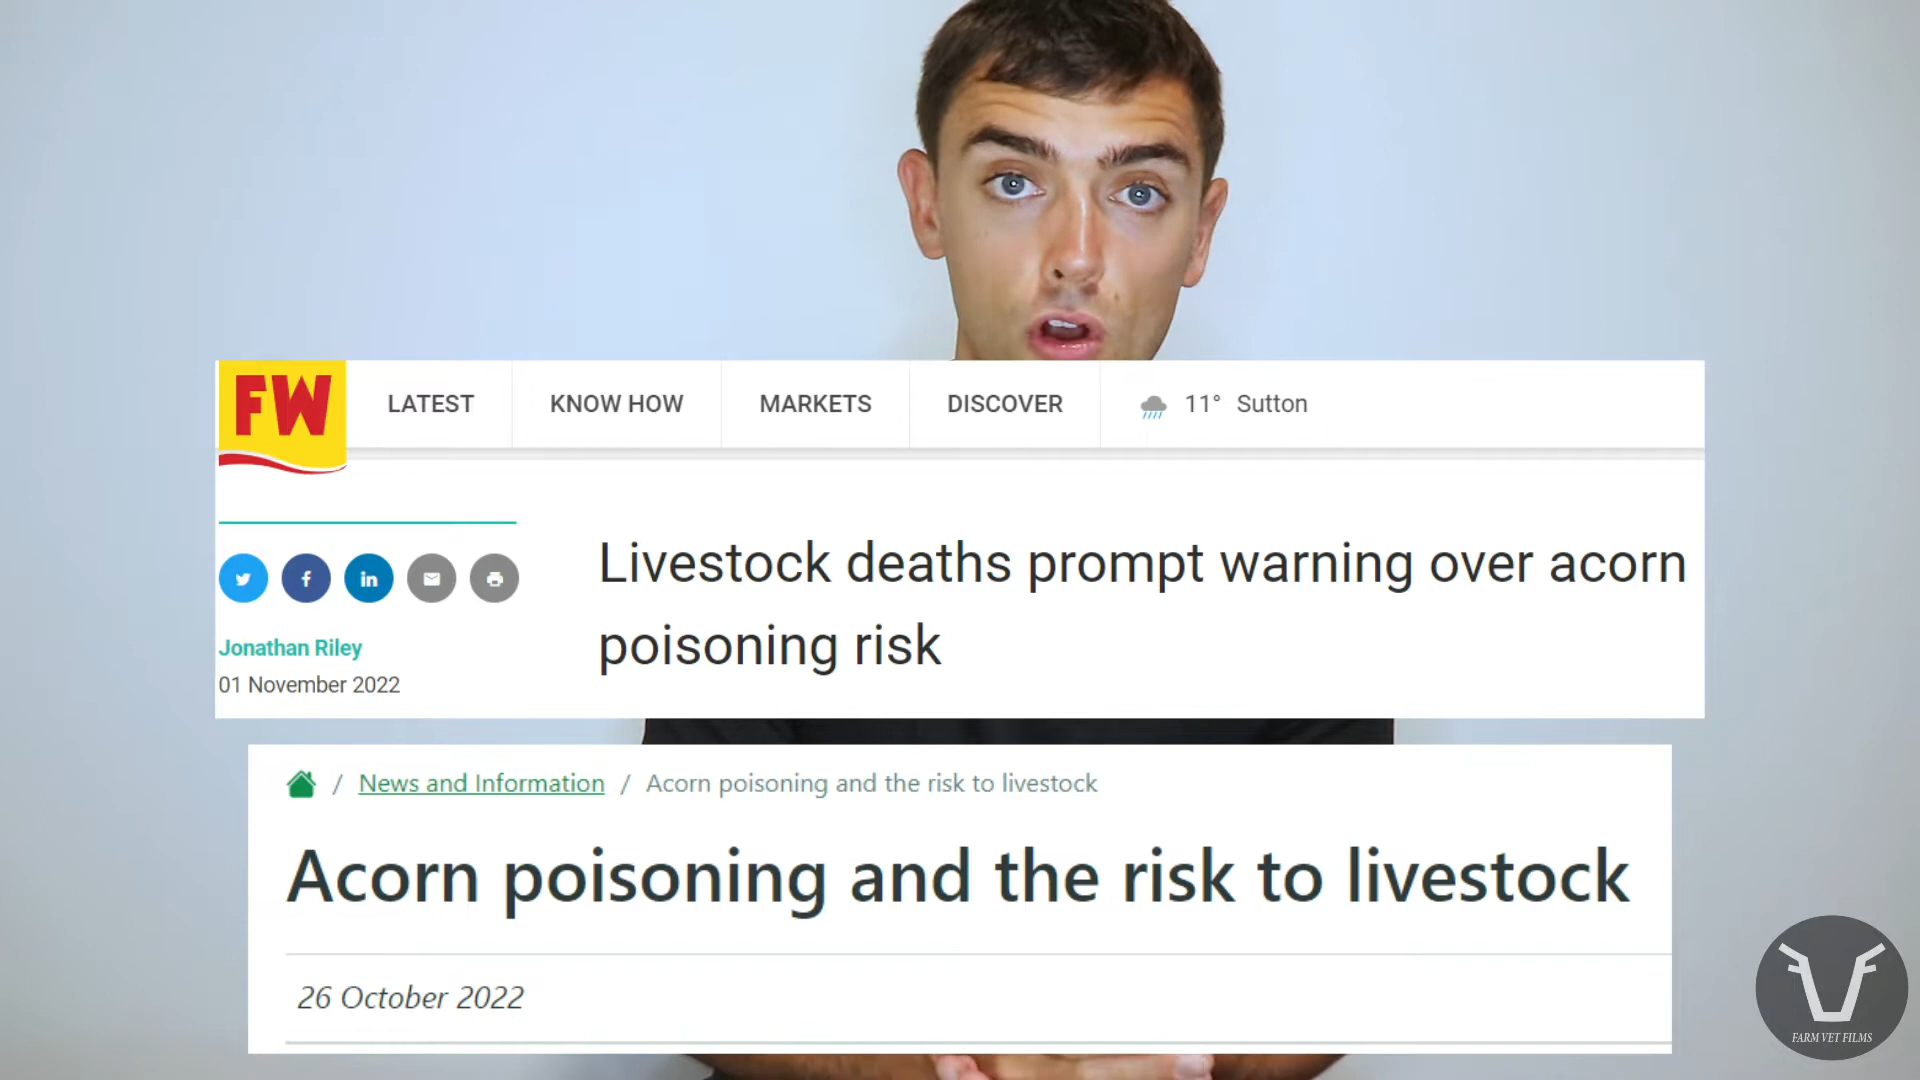 FW
LATEST
KNOW HOW
MARKETS
DISCOVER
11° Sutton
Livestock deaths prompt warning over acorn
poisoning risk
Jonathan Riley
01 November 2022
/ News and Information / Acorn poisoning and the risk to livestock
Acorn poisoning and the risk to livestock
26 October 2022
FARM VET FILMS